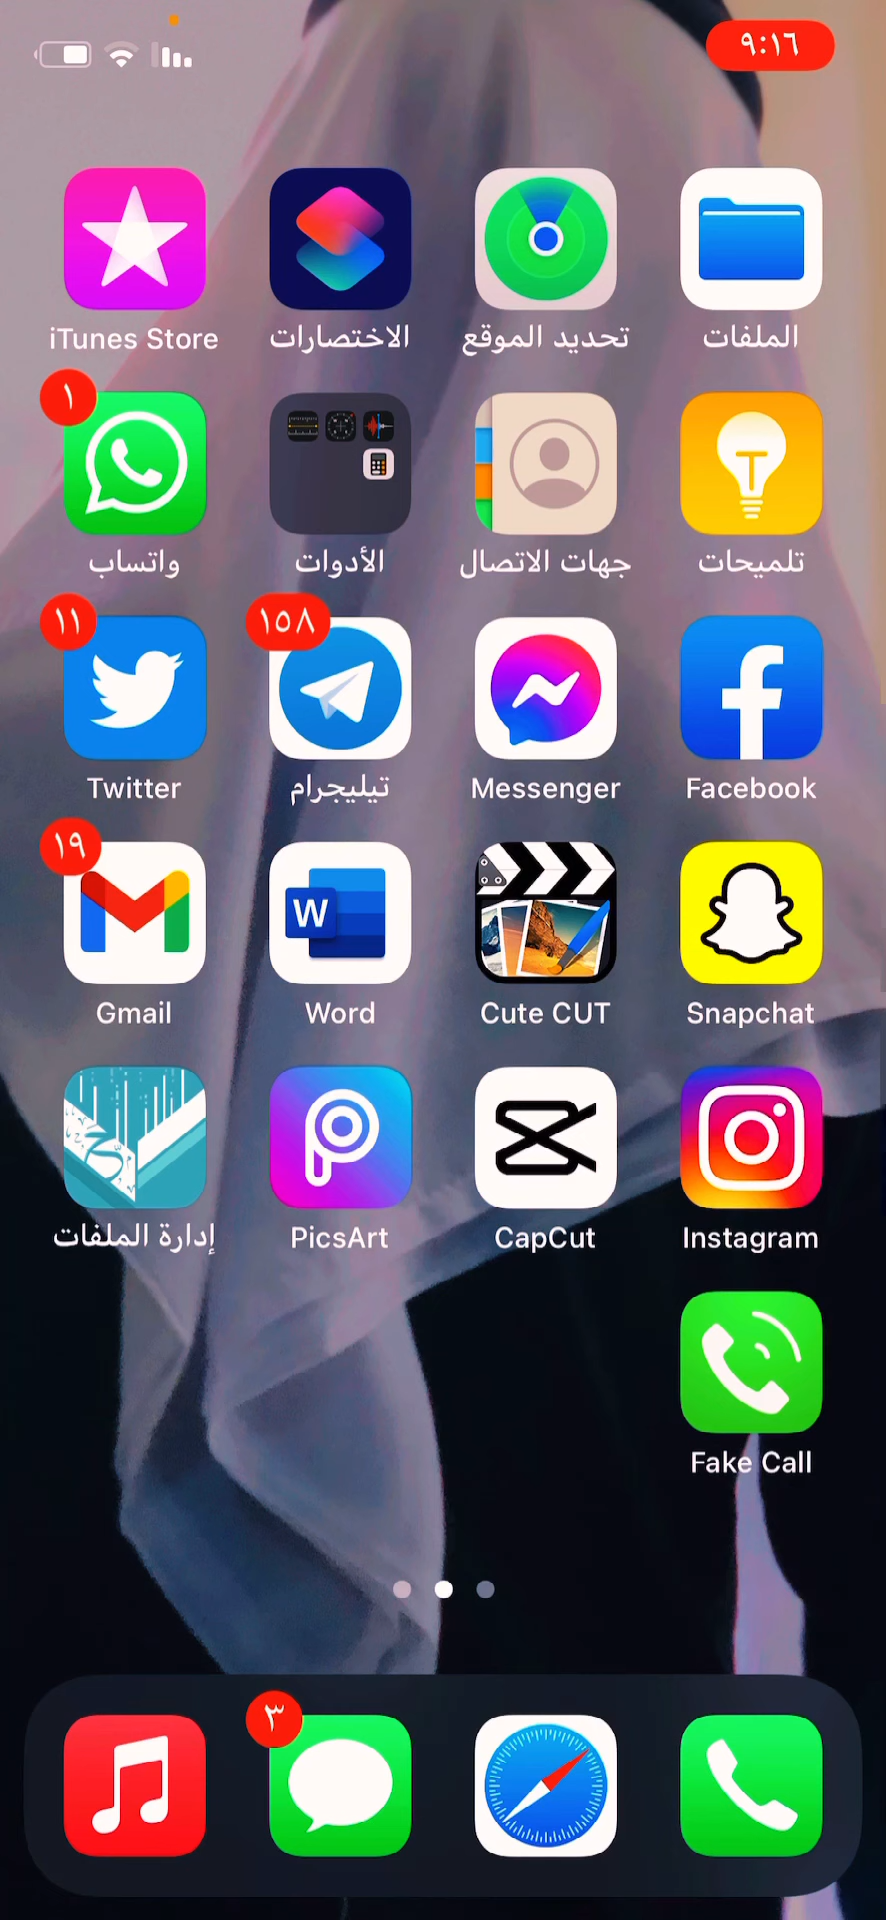 ٩:١٦
الملفات
تحديد الموقع
الاختصارات
iTunes Store
تلميحات
جهات الاتصال
الأدوات
١
واتساب
Facebook
Messenger
١٥٨
تيليجرام
١١
Twitter
Snapchat
Cute CUT
W
Word
١٩
Gmail
Instagram
CapCut
PicsArt
إدارة الملفات
Fake Call
٣